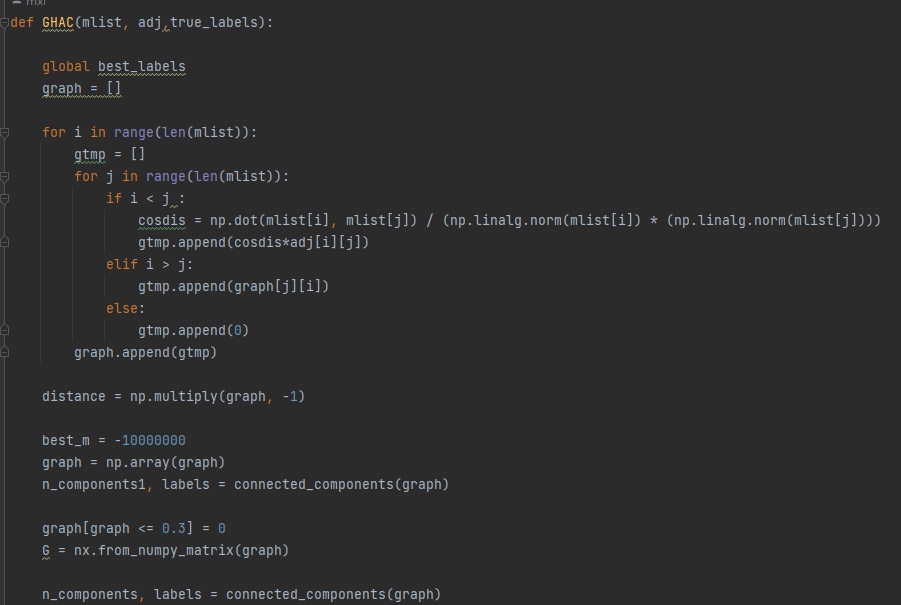 mxl
def GHAC(mlist, adj,true_labels):
    global best_labels
    graph = []
    for i in range(len(mlist)):
        gtmp = []
        for j in range(len(mlist)):
            if i < j :
                cosdis = np.dot(mlist[i], mlist[j]) / (np.linalg.norm(mlist[i]) * (np.linalg.norm(mlist[j])))
                gtmp.append(cosdis*adj[i][j])
            elif i > j:
                gtmp.append(graph[j][i])
            else:
                gtmp.append(0)
        graph.append(gtmp)
    distance = np.multiply(graph, -1)
    best_m = -10000000
    graph = np.array(graph)
    n_components1, labels = connected_components(graph)
    graph[graph <= 0.3] = 0
    G = nx.from_numpy_matrix(graph)
    n_components, labels = connected_components(graph)